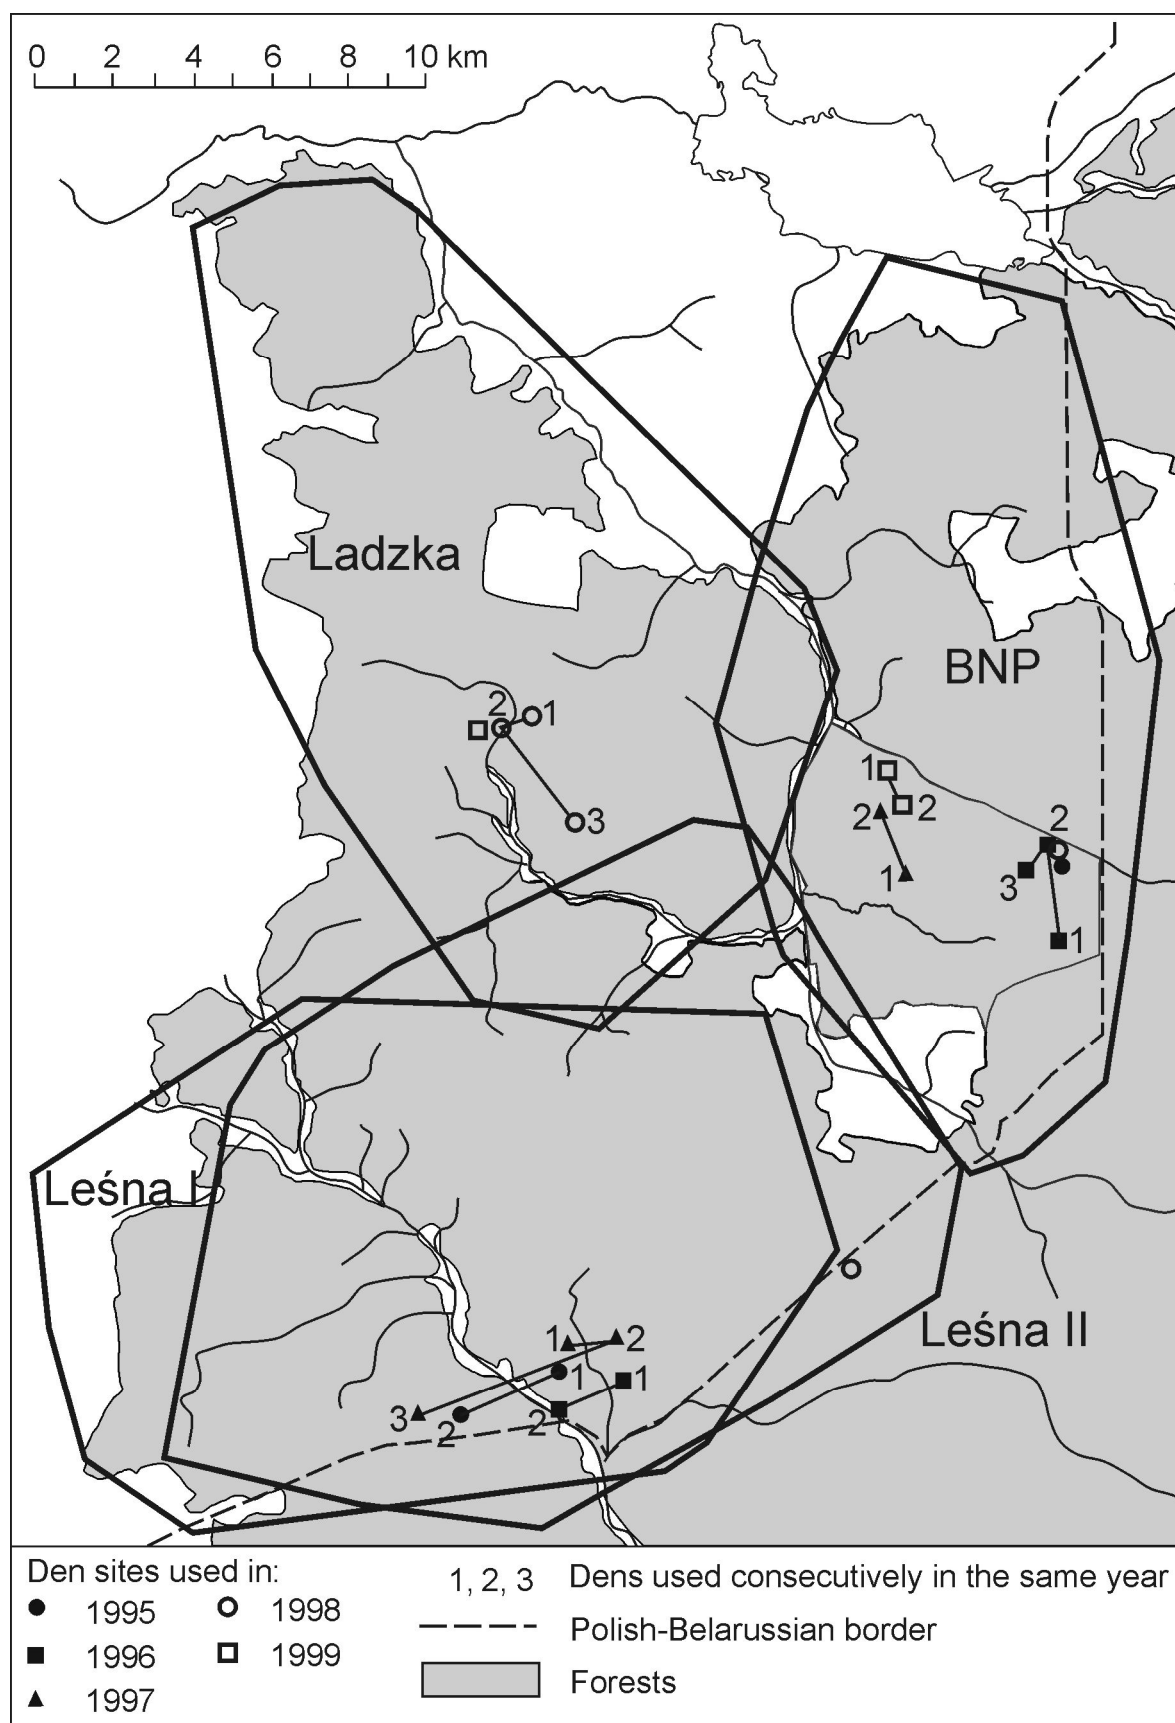 0 2 4 6 8 10 km
Ladzka
BNP
2
1
3
1
2
2
1
2
3
1
Leśna I
Leśna II
1
2
1
1
3
2
2
Den sites used in:
1995
1996
1997
1998
1999
1, 2, 3 Dens used consecutively in the same year
Polish-Belarussian border
Forests